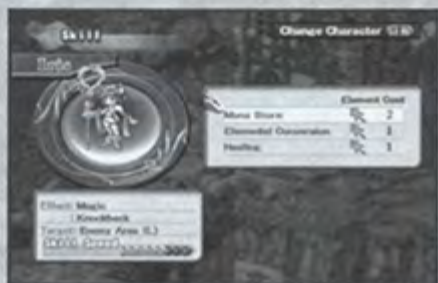 Skill
Change Character
Element Cost
Mana Storm 2
Elemental Conversion 1
Healing 1
Effect: Magic
: Knockback
Target: Enemy Area (L)